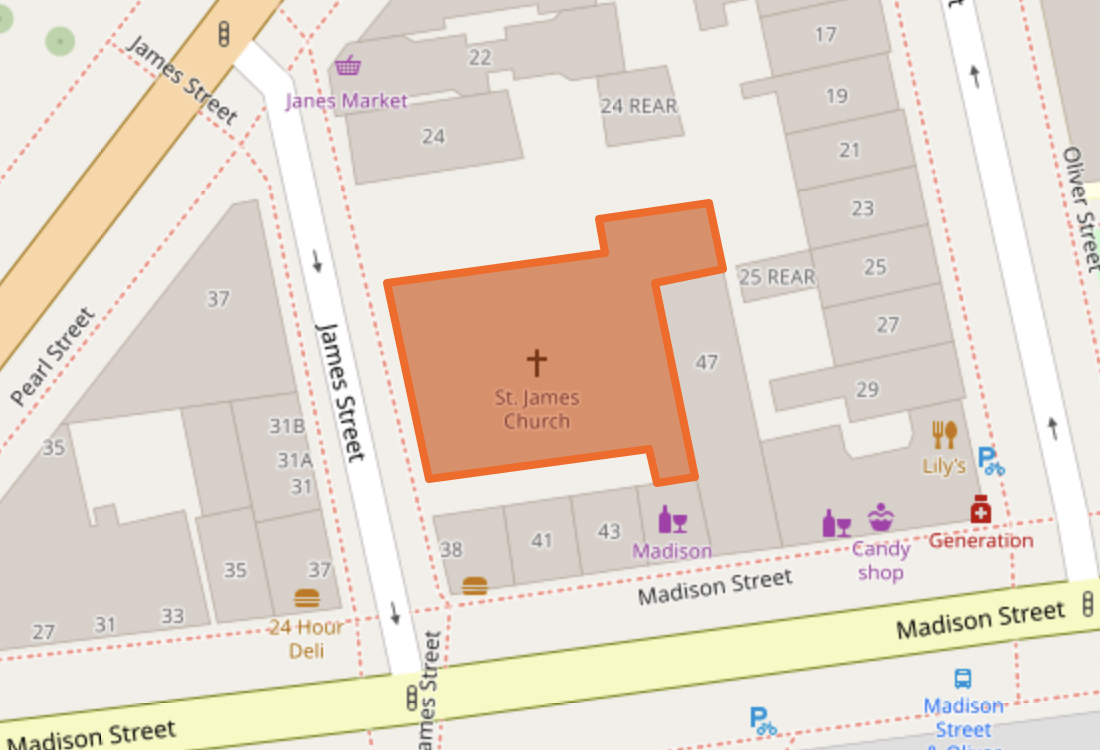 17
James Street
22
Janes Market
24 REAR
19
24
21
Oliver Street
23
25
25 REAR
37
27
Pearl Street
James Street
47
29
St. James
Church
31B
35
31A
Lily's
31
43
41
38
Madison
Generation
Candy
shop
35
37
Madison Street
33
31
27
24 Hour
Deli
Madison Street
ames Street
Madison
Street
& Oliver
Madison Street